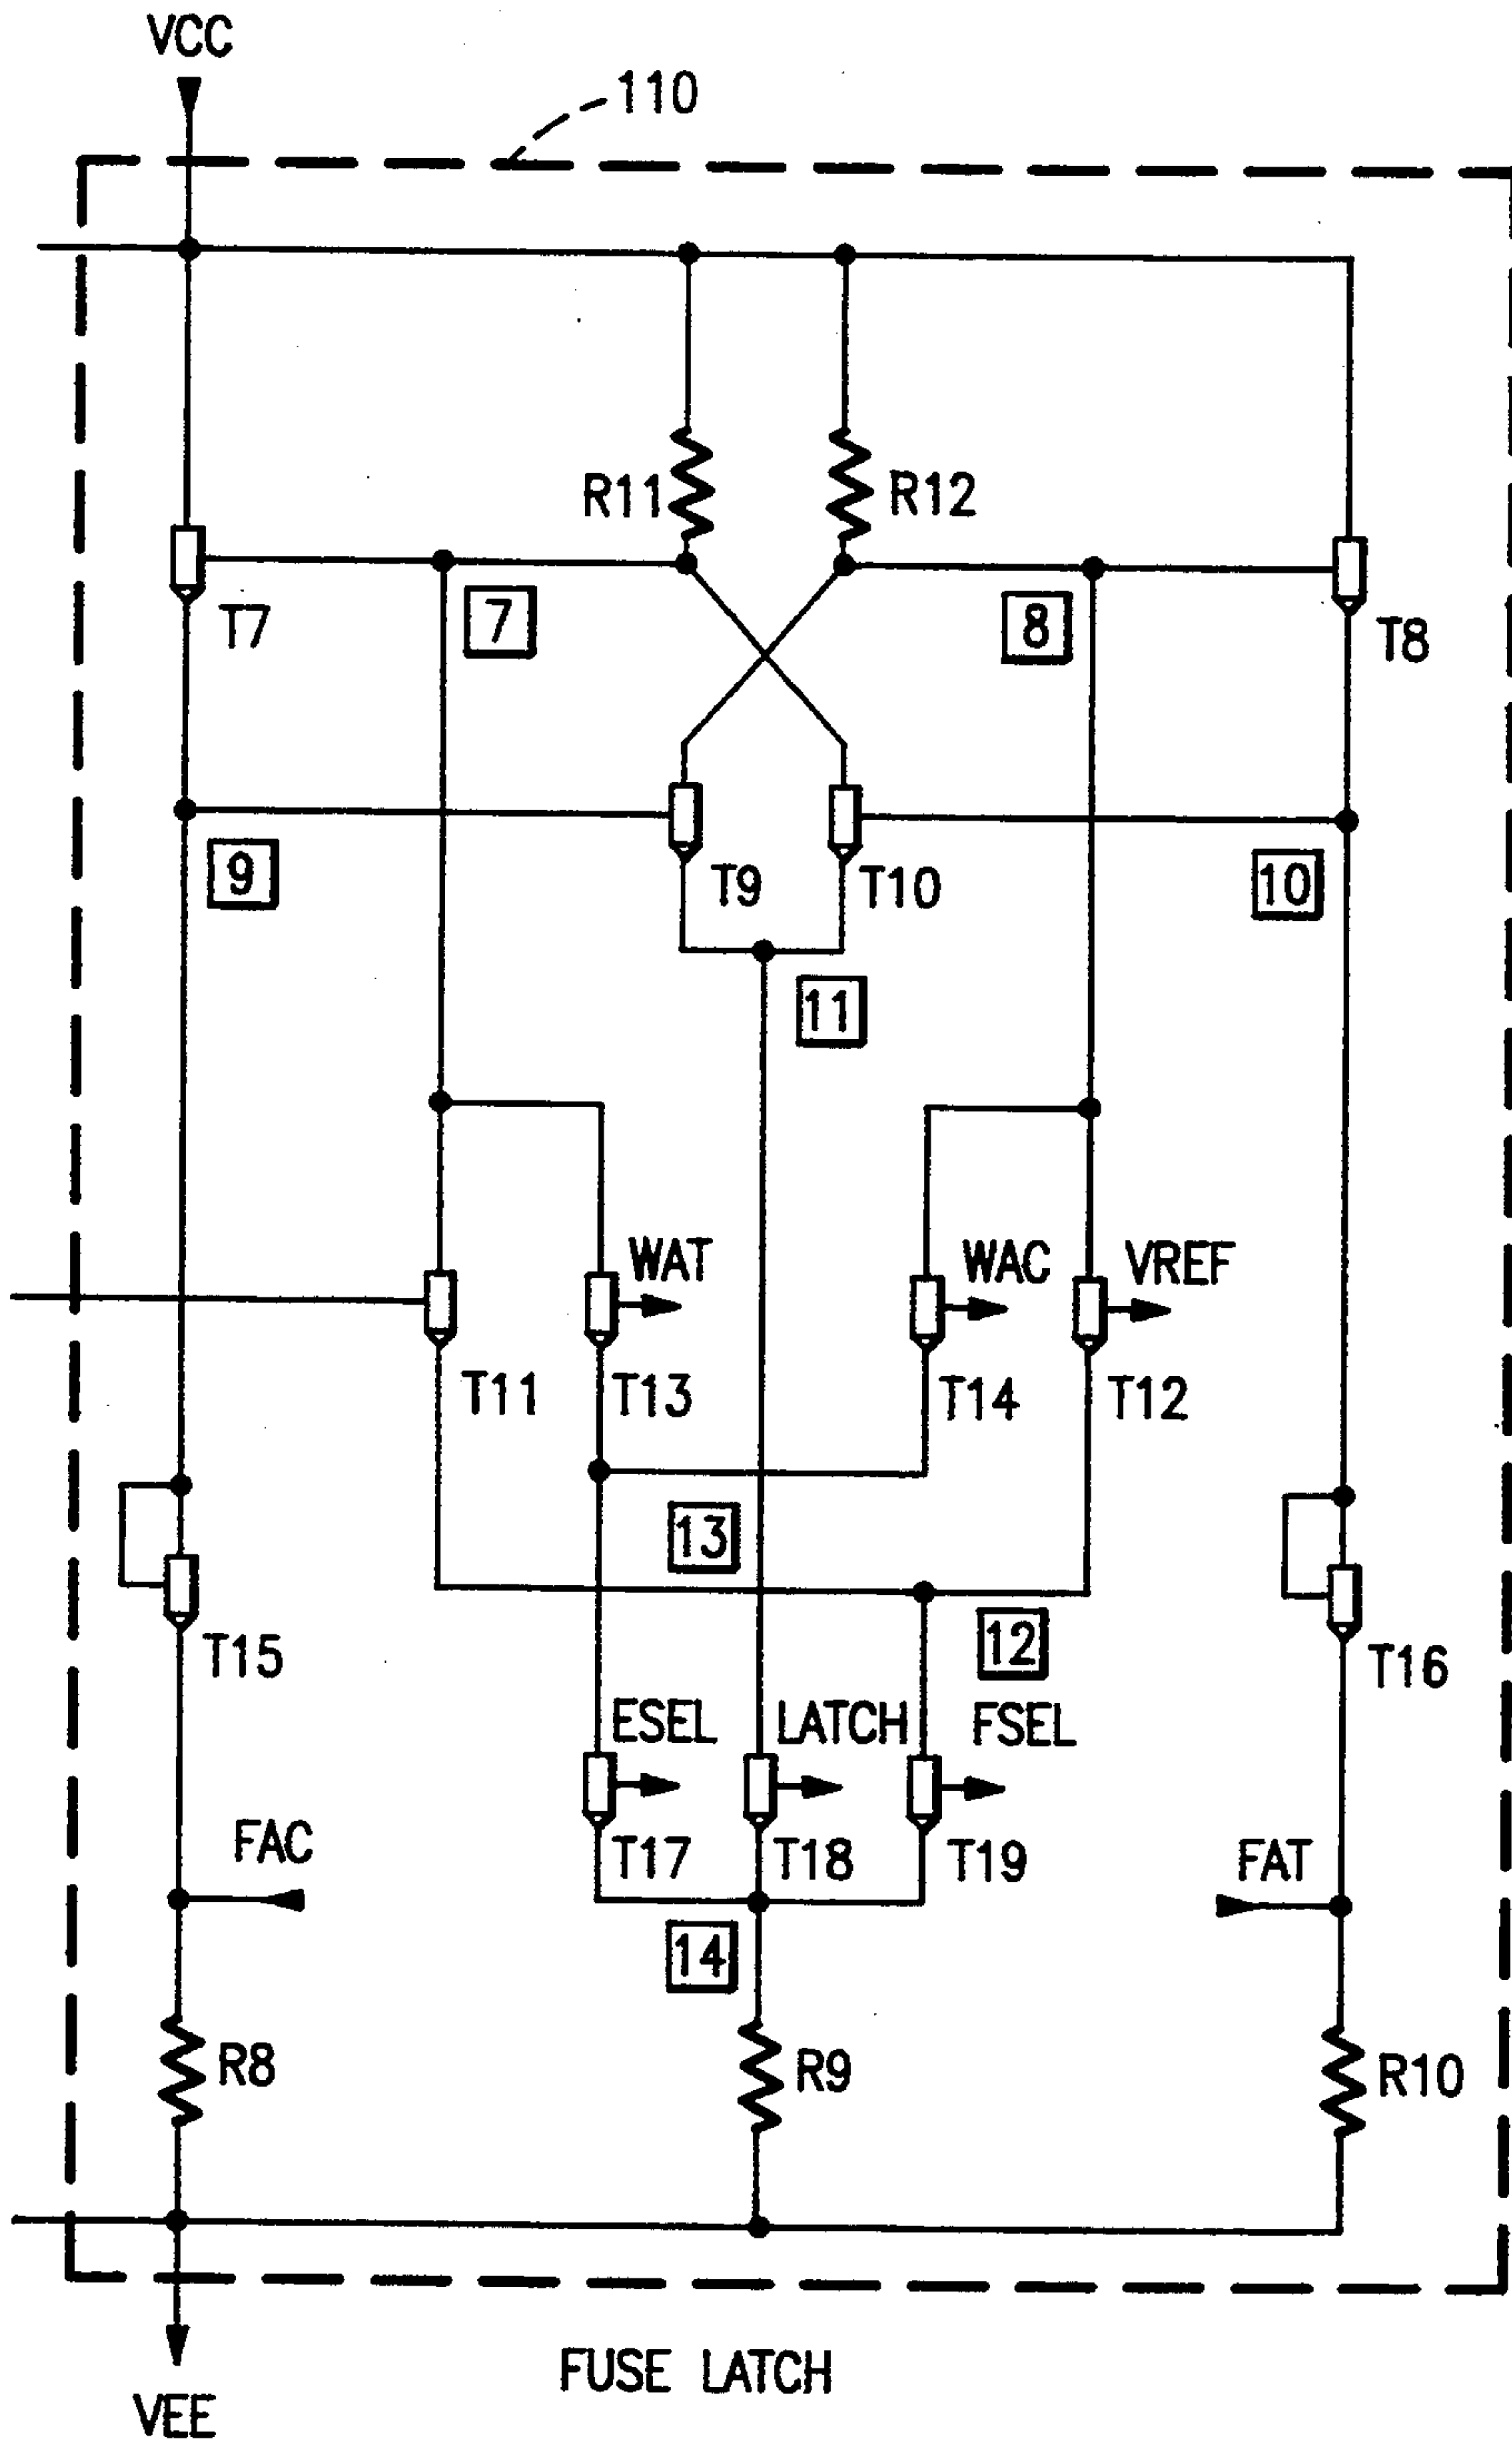 VCC
110
R11
R12
T7
7
8
T8
9
T9
T10
10
11
WAT
WAC
VREF
T11
T13
T14
T12
13
12
T15
T16
ESEL
LATCH
FSEL
FAC
T17
T18
T19
FAT
14
R8
R9
R10
FUSE LATCH
VEE